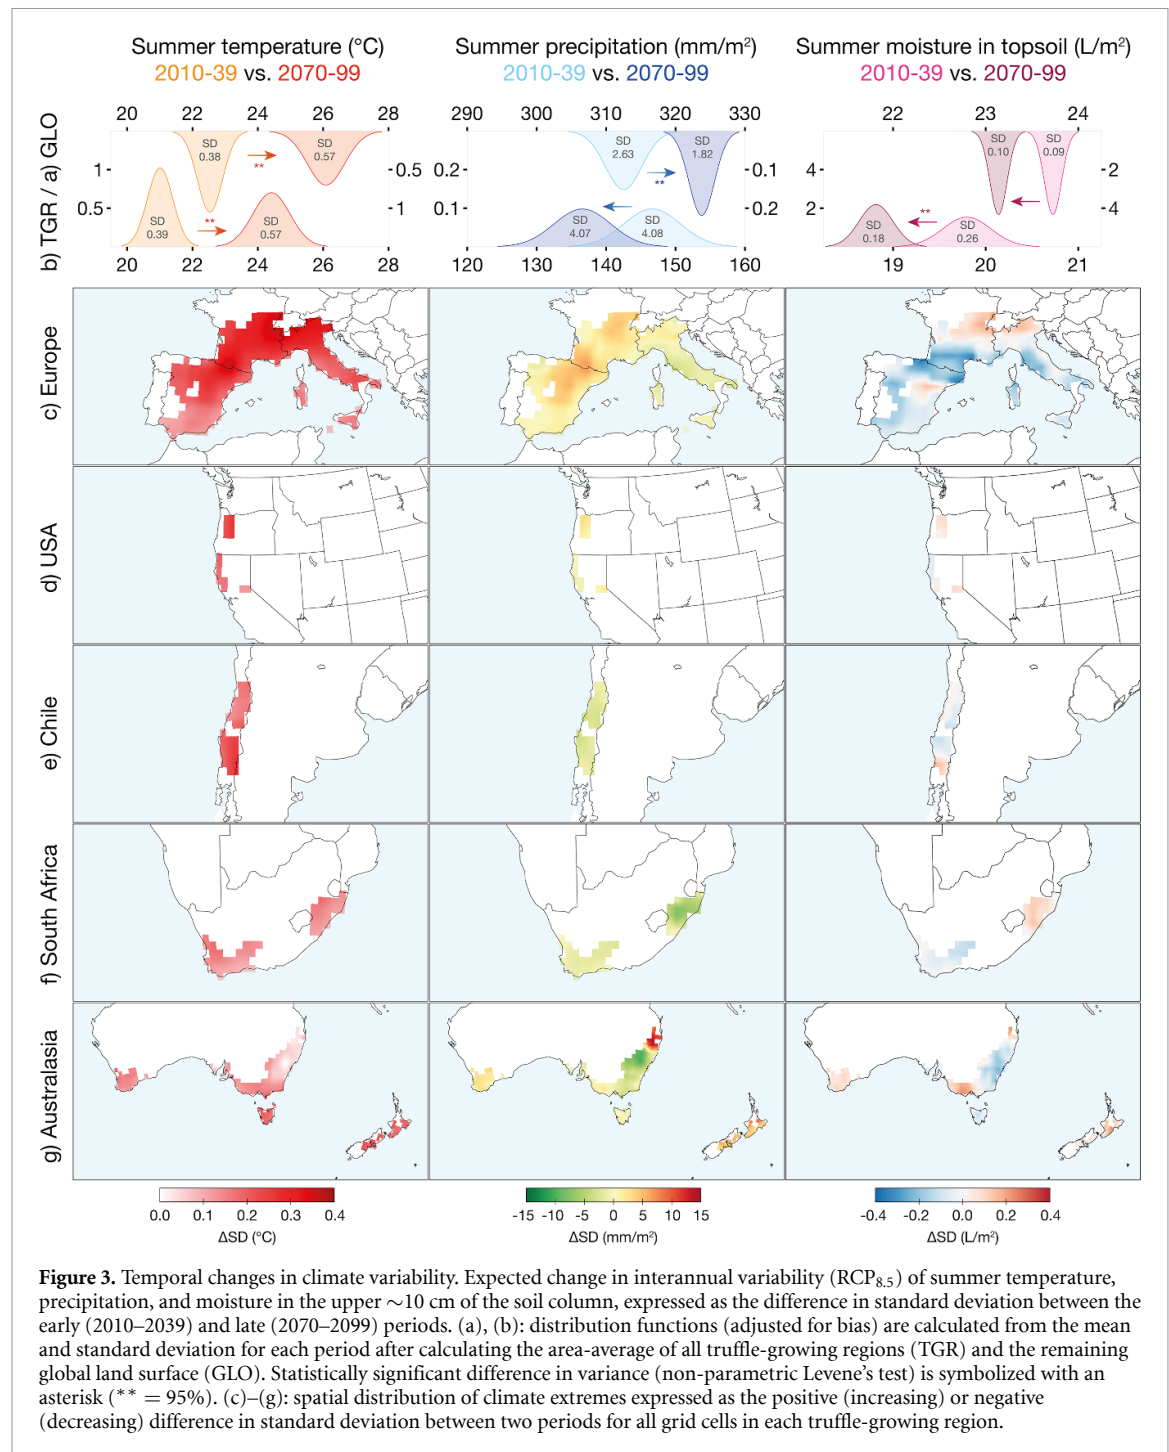 Summer temperature (°C)
2010-39 vs. 2070-99
Summer precipitation (mm/m²)
2010-39 vs. 2070-99
Summer moisture in topsoil (L/m²)
2010-39 vs. 2070-99
b) TGR / a) GLO
20 22 24 26 28
1
0.5
-0.5
1
SD
0.38
**
SD
0.57
SD
0.39
**
SD
0.57
20 22 24 26 28
290 300 310 320 330
0.2
0.1
0.1
0.2
SD
2.63
**
SD
1.82
SD
4.07
SD
4.08
120 130 140 150 160
22 23 24
4
2
2
4
SD
0.10
SD
0.09
SD
0.18
**
SD
0.26
19 20 21
c) Europe
d) USA
e) Chile
f) South Africa
g) Australasia
0.0 0.1 0.2 0.3 0.4
ΔSD (°C)
-15 -10 -5 0 5 10 15
ΔSD (mm/m²)
-0.4 -0.2 0.0 0.2 0.4
ΔSD (L/m²)
Figure 3. Temporal changes in climate variability. Expected change in interannual variability (RCP8.5) of summer temperature,
precipitation, and moisture in the upper ∼10 cm of the soil column, expressed as the difference in standard deviation between the
early (2010–2039) and late (2070–2099) periods. (a), (b): distribution functions (adjusted for bias) are calculated from the mean
and standard deviation for each period after calculating the area-average of all truffle-growing regions (TGR) and the remaining
global land surface (GLO). Statistically significant difference in variance (non-parametric Levene's test) is symbolized with an
asterisk (** = 95%). (c)–(g): spatial distribution of climate extremes expressed as the positive (increasing) or negative
(decreasing) difference in standard deviation between two periods for all grid cells in each truffle-growing region.